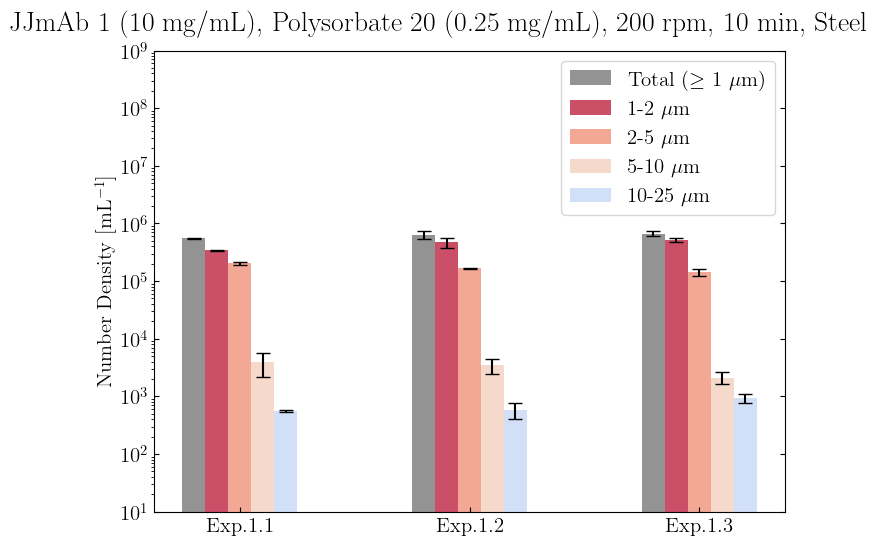 JJmAb 1 (10 mg/mL), Polysorbate 20 (0.25 mg/mL), 200 rpm, 10 min, Steel
Number Density [mL⁻¹]
10⁹
10⁸
10⁷
10⁶
10⁵
10⁴
10³
10²
10¹
Total (≥ 1 μm)
1-2 μm
2-5 μm
5-10 μm
10-25 μm
Exp.1.1 Exp.1.2 Exp.1.3